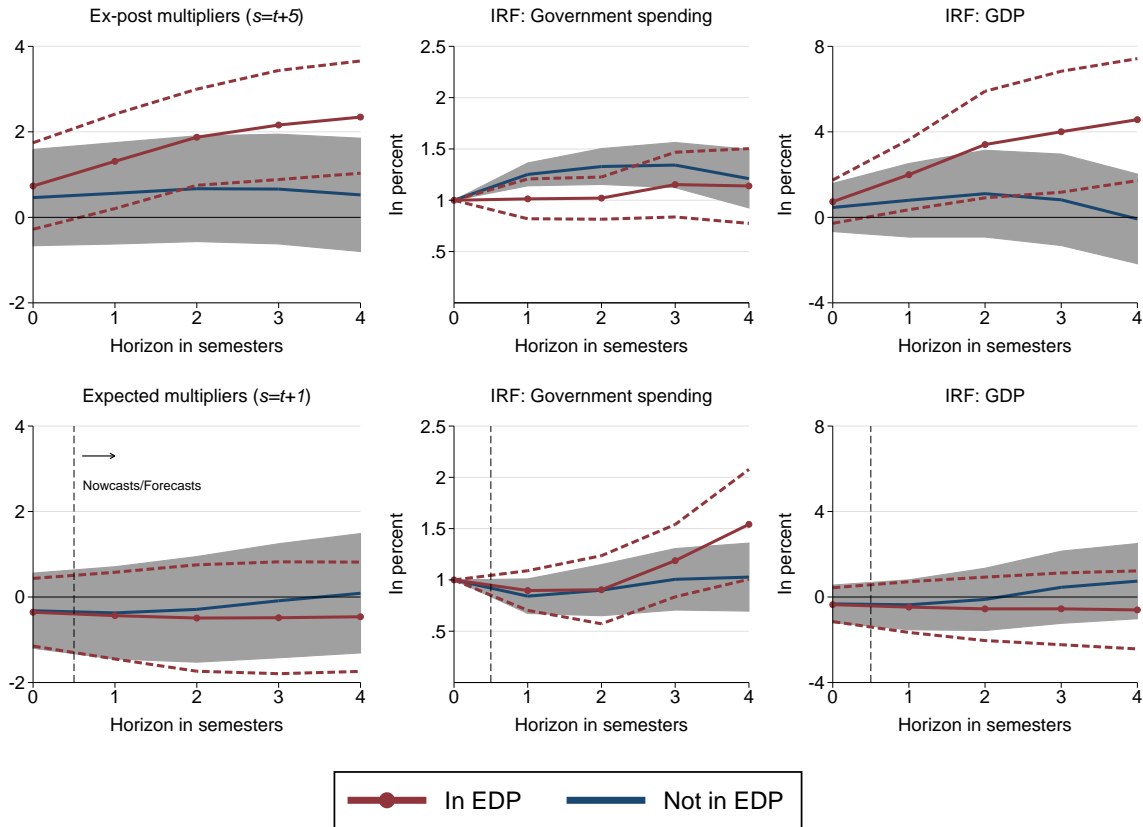 Ex-post multipliers (s=t+5)
4
2
0
-2
0 1 2 3 4
Horizon in semesters
IRF: Government spending
In percent
2.5
2
1.5
1
.5
0 1 2 3 4
Horizon in semesters
IRF: GDP
In percent
8
4
0
-4
0 1 2 3 4
Horizon in semesters
Expected multipliers (s=t+1)
4
2
0
-2
Nowcasts/Forecasts
0 1 2 3 4
Horizon in semesters
IRF: Government spending
In percent
2.5
2
1.5
1
.5
0 1 2 3 4
Horizon in semesters
IRF: GDP
In percent
8
4
0
-4
0 1 2 3 4
Horizon in semesters
In EDP Not in EDP